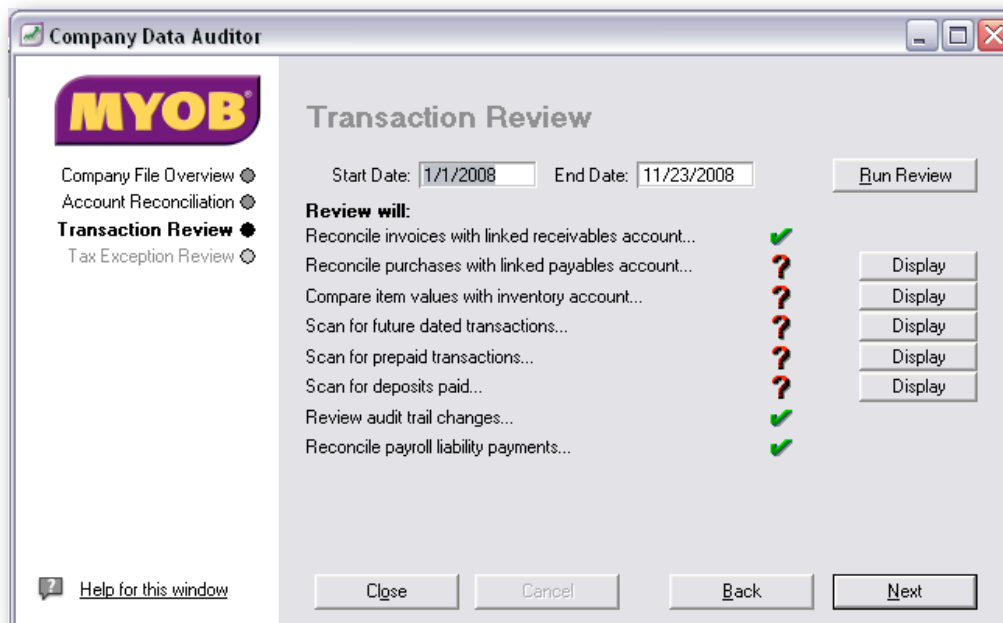 Company Data Auditor
MYOB®
Company File Overview
Account Reconciliation
Transaction Review
Tax Exception Review
Help for this window
Transaction Review
Start Date: 1/1/2008 End Date: 11/23/2008 Run Review
Review will:
Reconcile invoices with linked receivables account...
Reconcile purchases with linked payables account... ? Display
Compare item values with inventory account... ? Display
Scan for future dated transactions... ? Display
Scan for prepaid transactions... ? Display
Scan for deposits paid... ? Display
Review audit trail changes...
Reconcile payroll liability payments...
Close Cancel Back Next